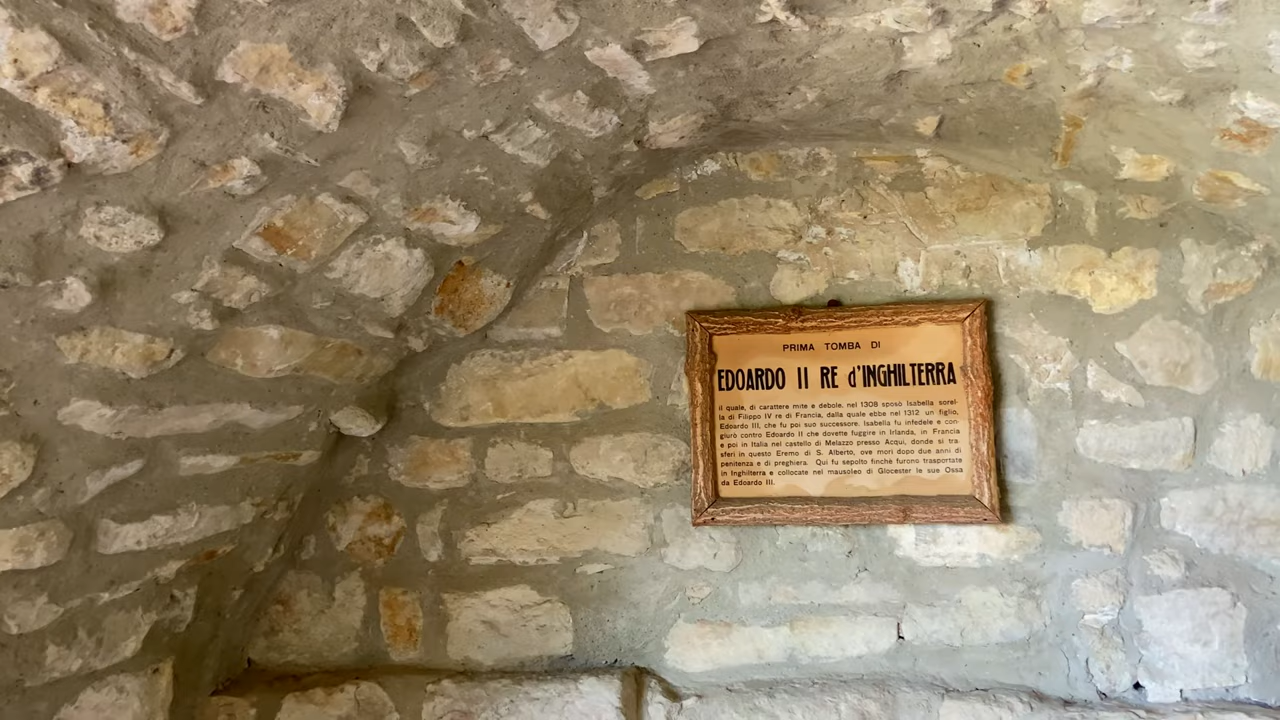 PRIMA TOMBA DI
EDOARDO II RE d'INGHILTERRA
il quale, di carattere mite e debole, nel 1308 sposò Isabella sorel-
la di Filippo IV re di Francia, dalla quale ebbe nel 1312 un figlio,
Edoardo III, che fu poi suo successore. Isabella fu infedele e con-
giurò contro Edoardo II che dovette fuggire in Irlanda, in Francia
e poi in Italia nel castello di Melazzo presso Acqui, donde si tra-
sferì in questo Eremo di S. Alberto, ove morì dopo due anni di
penitenza e di preghiera. Qui fu sepolto finchè furono trasportate
in Inghilterra e collocate nel mausoleo di Glocester le sue Ossa
da Edoardo III.